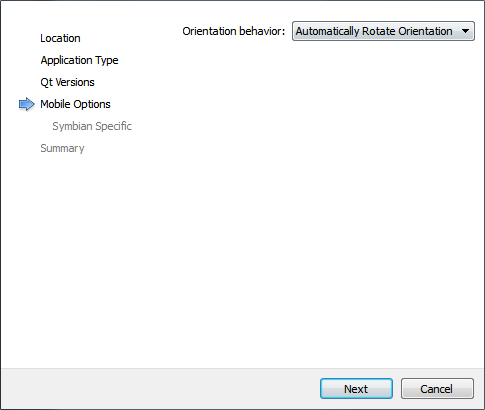 Location
Application Type
Qt Versions
Mobile Options
Symbian Specific
Summary
Orientation behavior: Automatically Rotate Orientation
Next Cancel